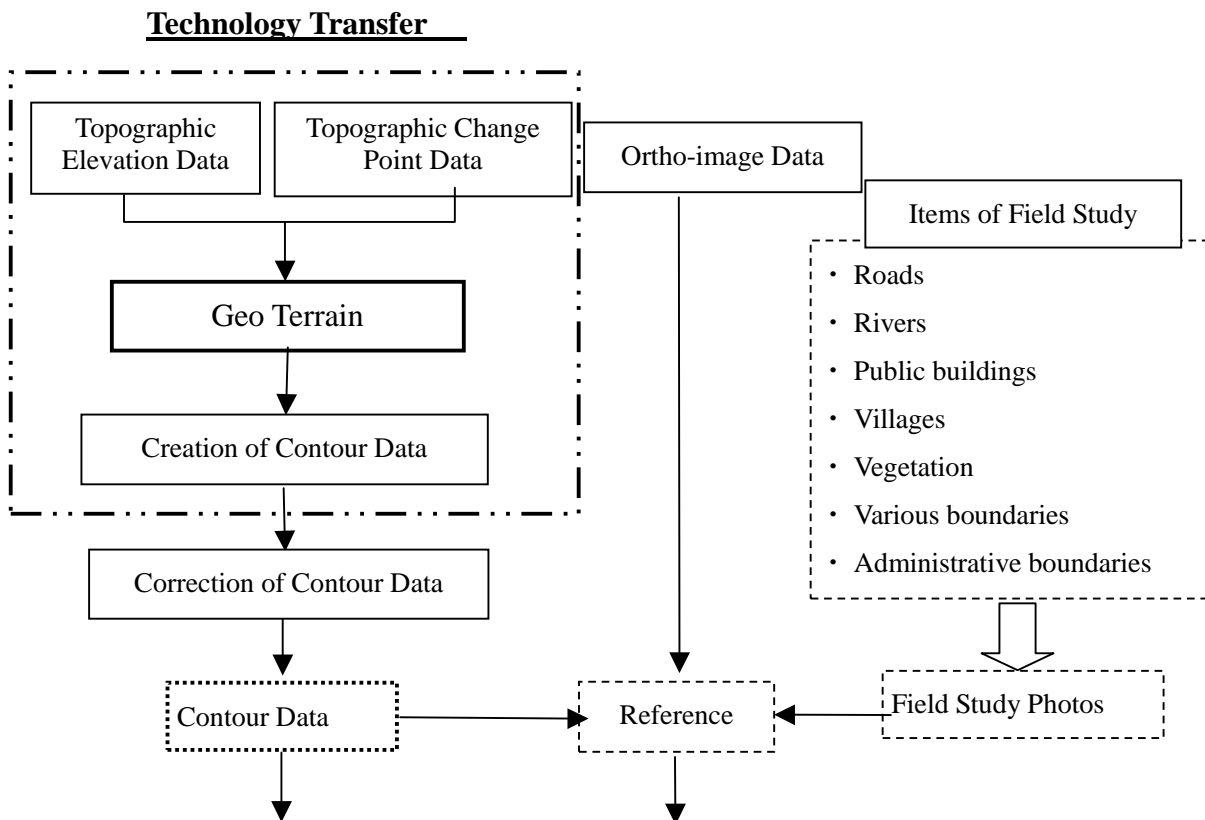 Technology Transfer
Topographic
Elevation Data
Topographic Change
Point Data
Ortho-image Data
Items of Field Study
Geo Terrain
・ Roads
・ Rivers
・ Public buildings
・ Villages
・ Vegetation
・ Various boundaries
・ Administrative boundaries
Creation of Contour Data
Correction of Contour Data
Contour Data
Reference
Field Study Photos